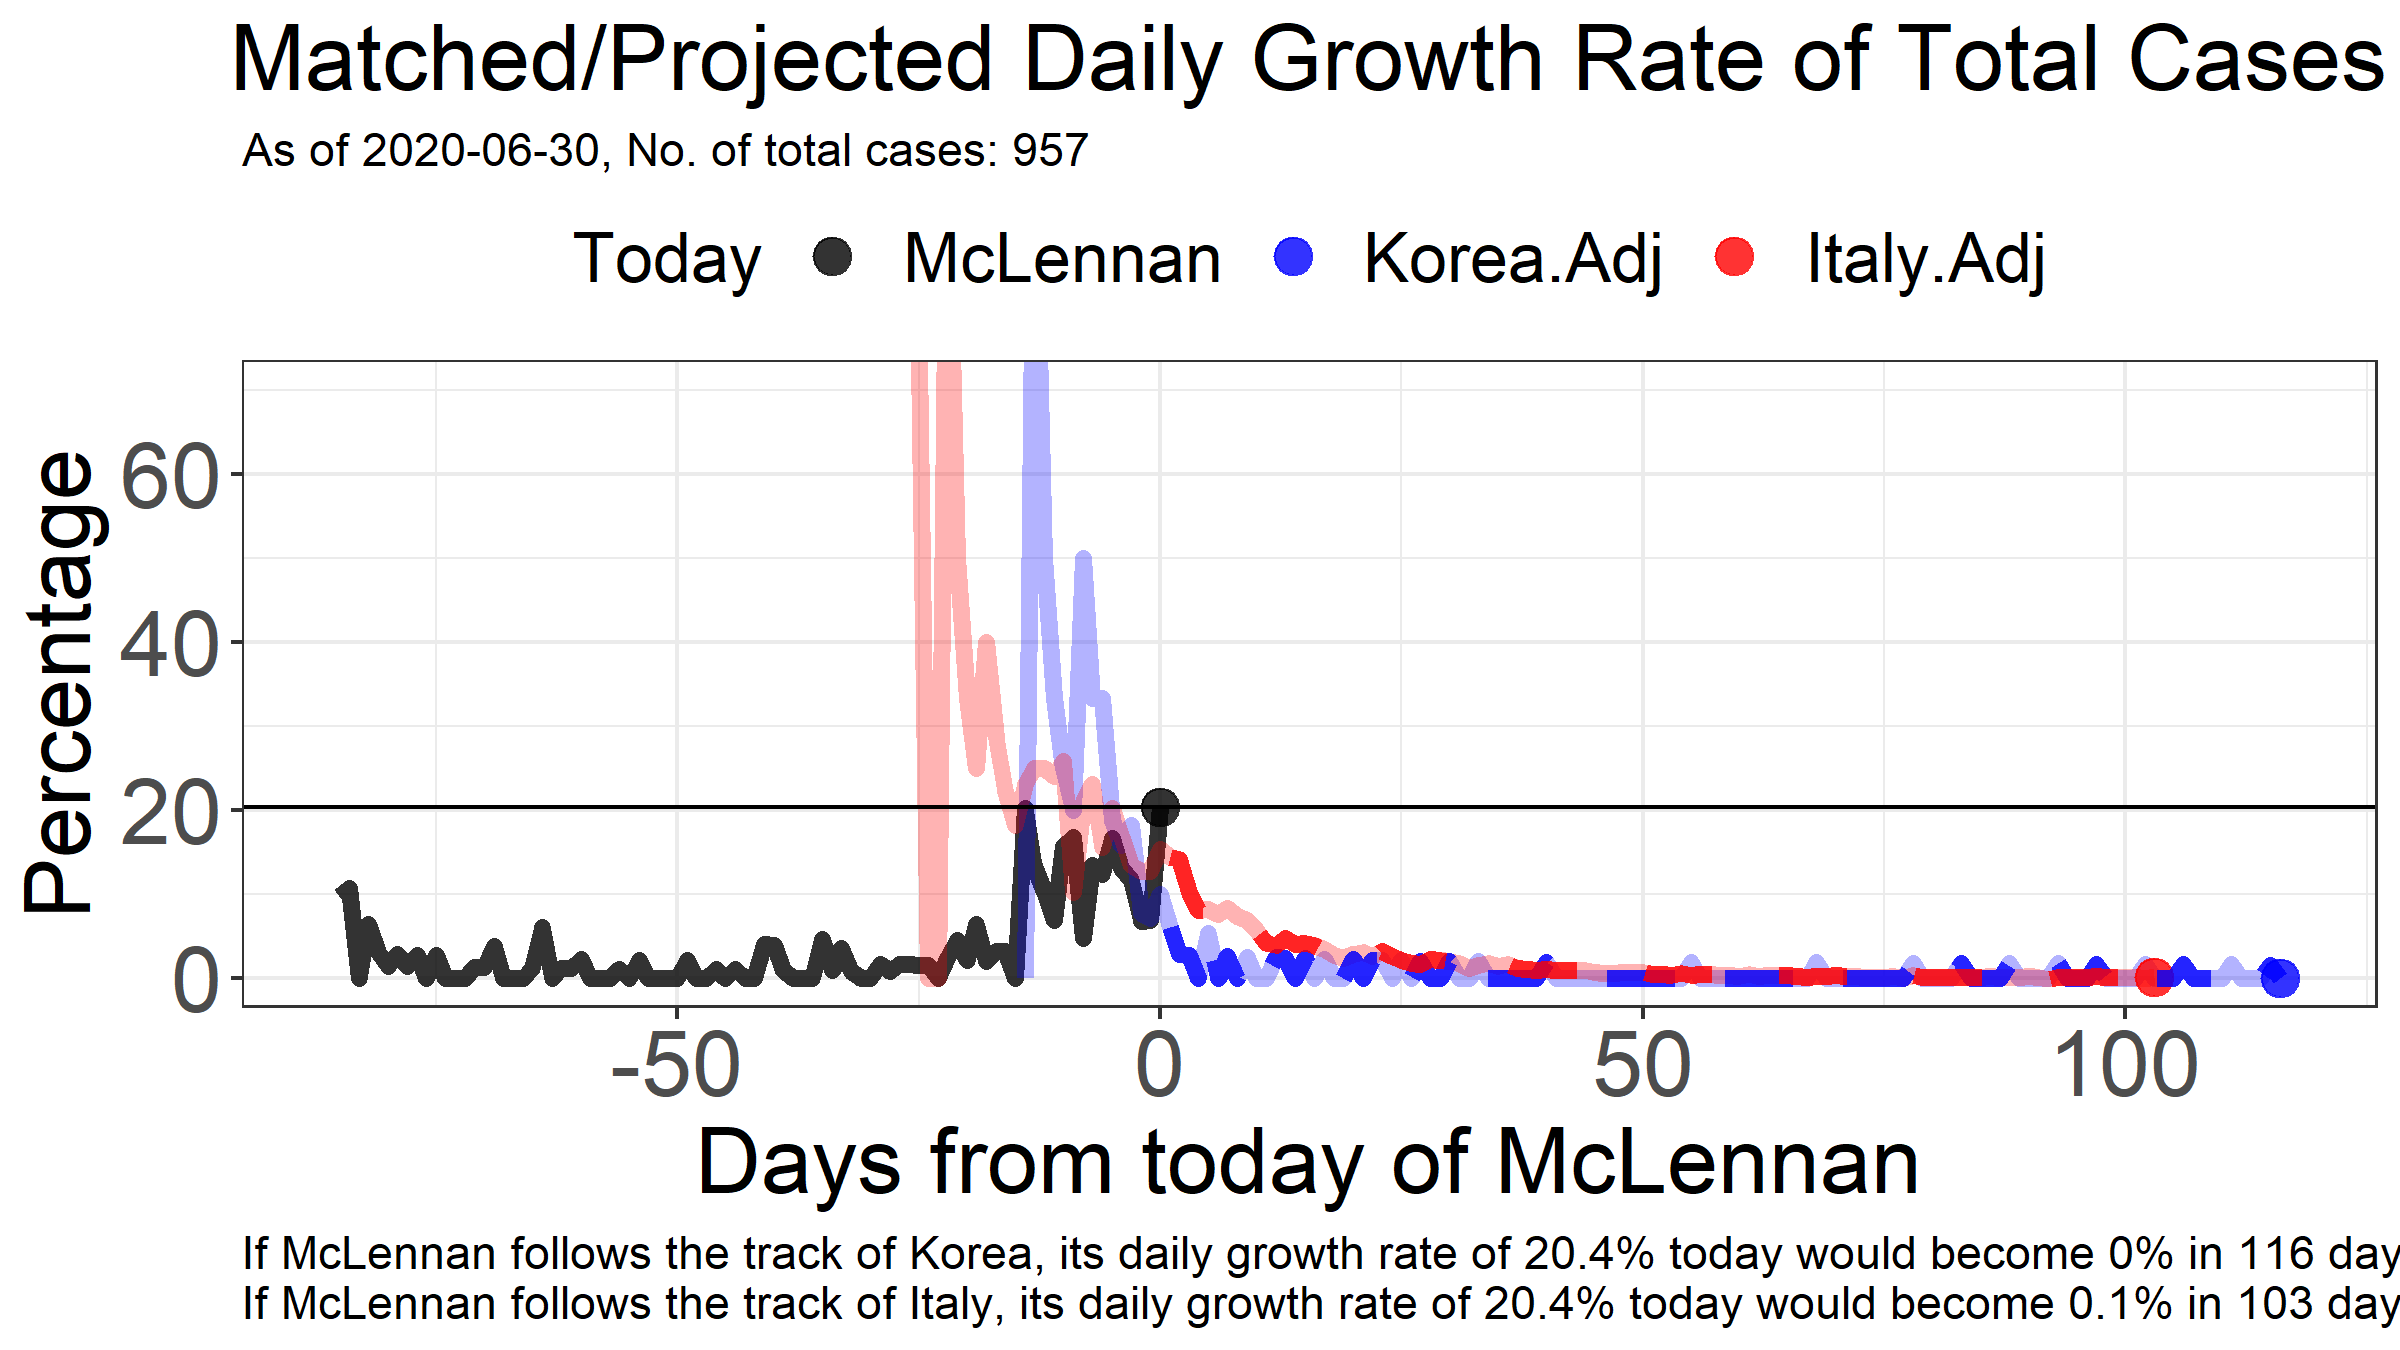 Matched/Projected Daily Growth Rate of Total Cases
As of 2020-06-30, No. of total cases: 957
Today McLennan Korea.Adj Italy.Adj
Percentage
60
40
20
0
-50 0 50 100
Days from today of McLennan
If McLennan follows the track of Korea, its daily growth rate of 20.4% today would become 0% in 116 day
If McLennan follows the track of Italy, its daily growth rate of 20.4% today would become 0.1% in 103 day